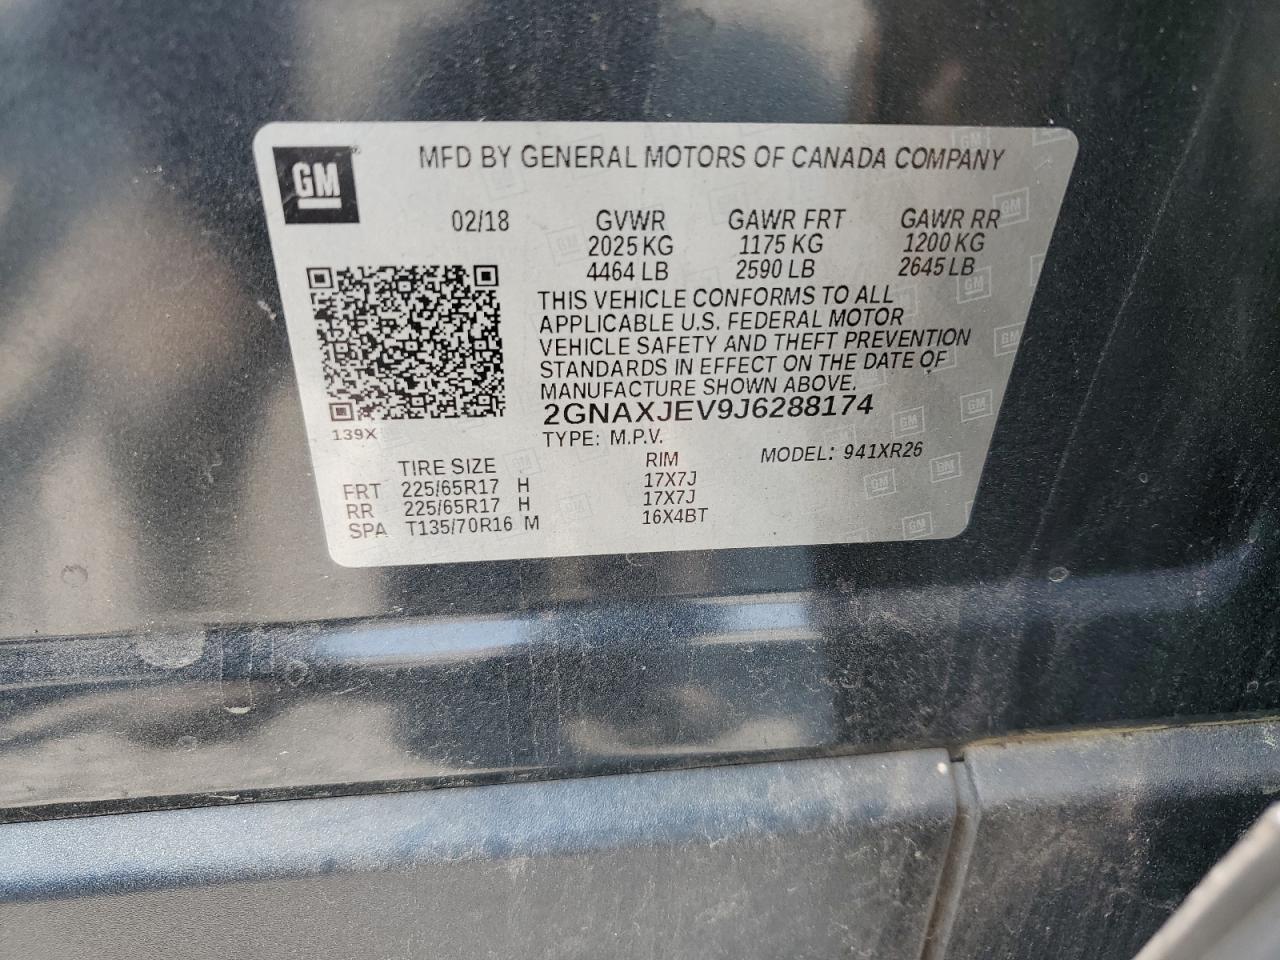 GM
MFD BY GENERAL MOTORS OF CANADA COMPANY
02/18 GVWR GAWR FRT GAWR RR
2025 KG 1175 KG 1200 KG
4464 LB 2590 LB 2645 LB
THIS VEHICLE CONFORMS TO ALL
APPLICABLE U.S. FEDERAL MOTOR
VEHICLE SAFETY AND THEFT PREVENTION
STANDARDS IN EFFECT ON THE DATE OF
MANUFACTURE SHOWN ABOVE.
2GNAXJEV9J6288174
139X
TYPE: M.P.V. MODEL: 941XR26
TIRE SIZE RIM
FRT 225/65R17 H 17X7J
RR 225/65R17 H 17X7J
SPA T135/70R16 M 16X4BT